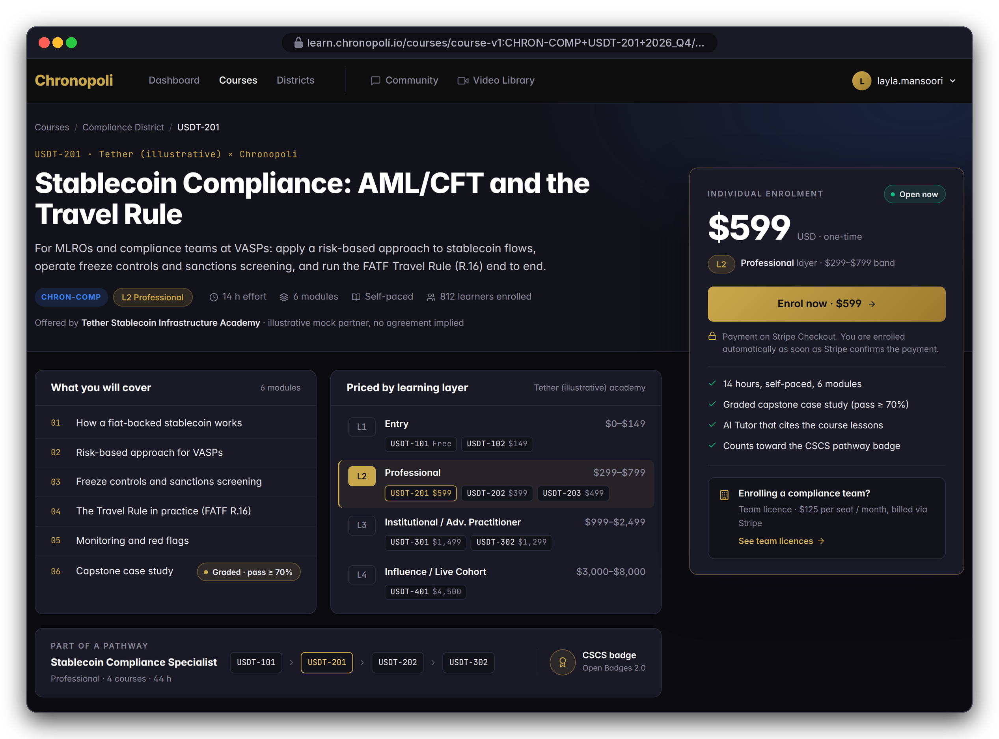 learn.chronopoli.io/courses/course-v1:CHRON-COMP+USDT-201+2026_Q4/...
Chronopoli
Dashboard
Courses
Districts
Community
Video Library
L
layla.mansoori
Courses / Compliance District / USDT-201
USDT-201 · Tether (illustrative) × Chronopoli
Stablecoin Compliance: AML/CFT and the
Travel Rule
For MLROs and compliance teams at VASPs: apply a risk-based approach to stablecoin flows,
operate freeze controls and sanctions screening, and run the FATF Travel Rule (R.16) end to end.
CHRON-COMP
L2 Professional
14 h effort
6 modules
Self-paced
812 learners enrolled
Offered by Tether Stablecoin Infrastructure Academy · illustrative mock partner, no agreement implied
INDIVIDUAL ENROLMENT
Open now
$599 USD · one-time
L2 Professional layer · $299–$799 band
Enrol now · $599 →
Payment on Stripe Checkout. You are enrolled
automatically as soon as Stripe confirms the payment.
14 hours, self-paced, 6 modules
Graded capstone case study (pass ≥ 70%)
AI Tutor that cites the course lessons
Counts toward the CSCS pathway badge
Enrolling a compliance team?
Team licence · $125 per seat / month, billed via
Stripe
See team licences →
What you will cover
6 modules
01 How a fiat-backed stablecoin works
02 Risk-based approach for VASPs
03 Freeze controls and sanctions screening
04 The Travel Rule in practice (FATF R.16)
05 Monitoring and red flags
06 Capstone case study
Graded · pass ≥ 70%
Priced by learning layer
Tether (illustrative) academy
L1 Entry $0–$149
USDT-101 Free
USDT-102 $149
L2 Professional $299–$799
USDT-201 $599
USDT-202 $399
USDT-203 $499
L3 Institutional / Adv. Practitioner $999–$2,499
USDT-301 $1,499
USDT-302 $1,299
L4 Influence / Live Cohort $3,000–$8,000
USDT-401 $4,500
PART OF A PATHWAY
Stablecoin Compliance Specialist
Professional · 4 courses · 44 h
USDT-101 > USDT-201 > USDT-202 > USDT-302
CSCS badge
Open Badges 2.0